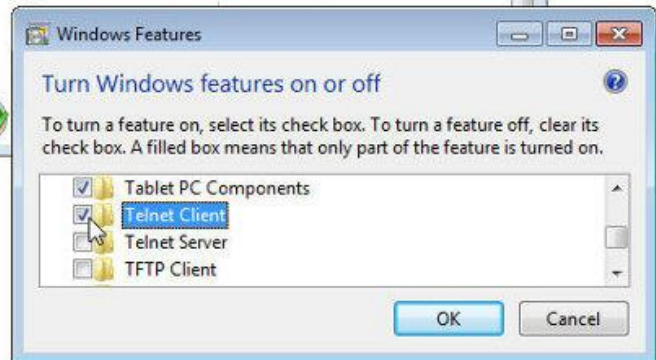 Windows Features
Turn Windows features on or off
To turn a feature on, select its check box. To turn a feature off, clear its
check box. A filled box means that only part of the feature is turned on.
Tablet PC Components
Telnet Client
Telnet Server
TFTP Client
OK Cancel